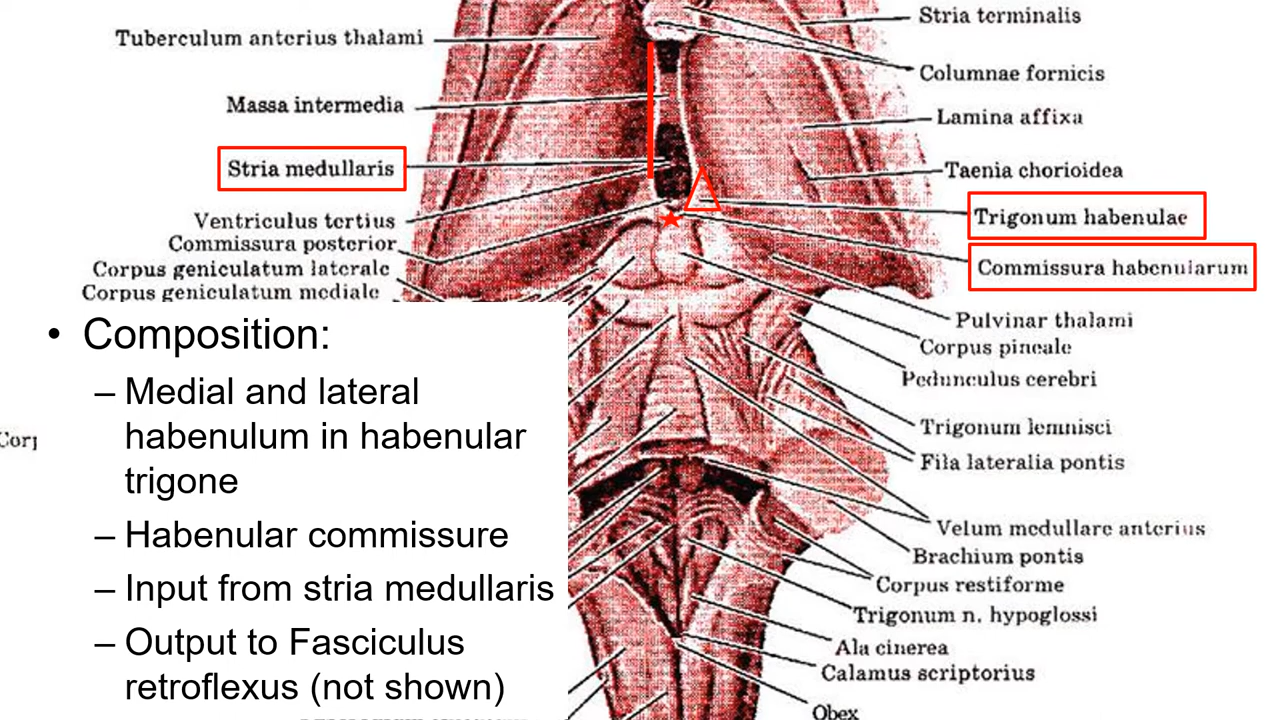 Tuberculum anterius thalami
Massa intermedia
Stria medullaris
Ventriculus tertius
Commissura posterior
Corpus geniculatum laterale
Corpus geniculatum mediale
Stria terminalis
Columnae fornicis
Lamina affixa
Taenia chorioidea
Trigonum habenulae
Commissura habenularum
Pulvinar thalami
Corpus pineale
Pedunculus cerebri
Trigonum lemnisci
Fila lateralia pontis
Velum medullare anterius
Brachium pontis
Corpus restiforme
Trigonum n. hypoglossi
Ala cinerea
Calamus scriptorius
Obex
• Composition:
– Medial and lateral
habenulum in habenular
trigone
– Habenular commissure
– Input from stria medullaris
– Output to Fasciculus
retroflexus (not shown)